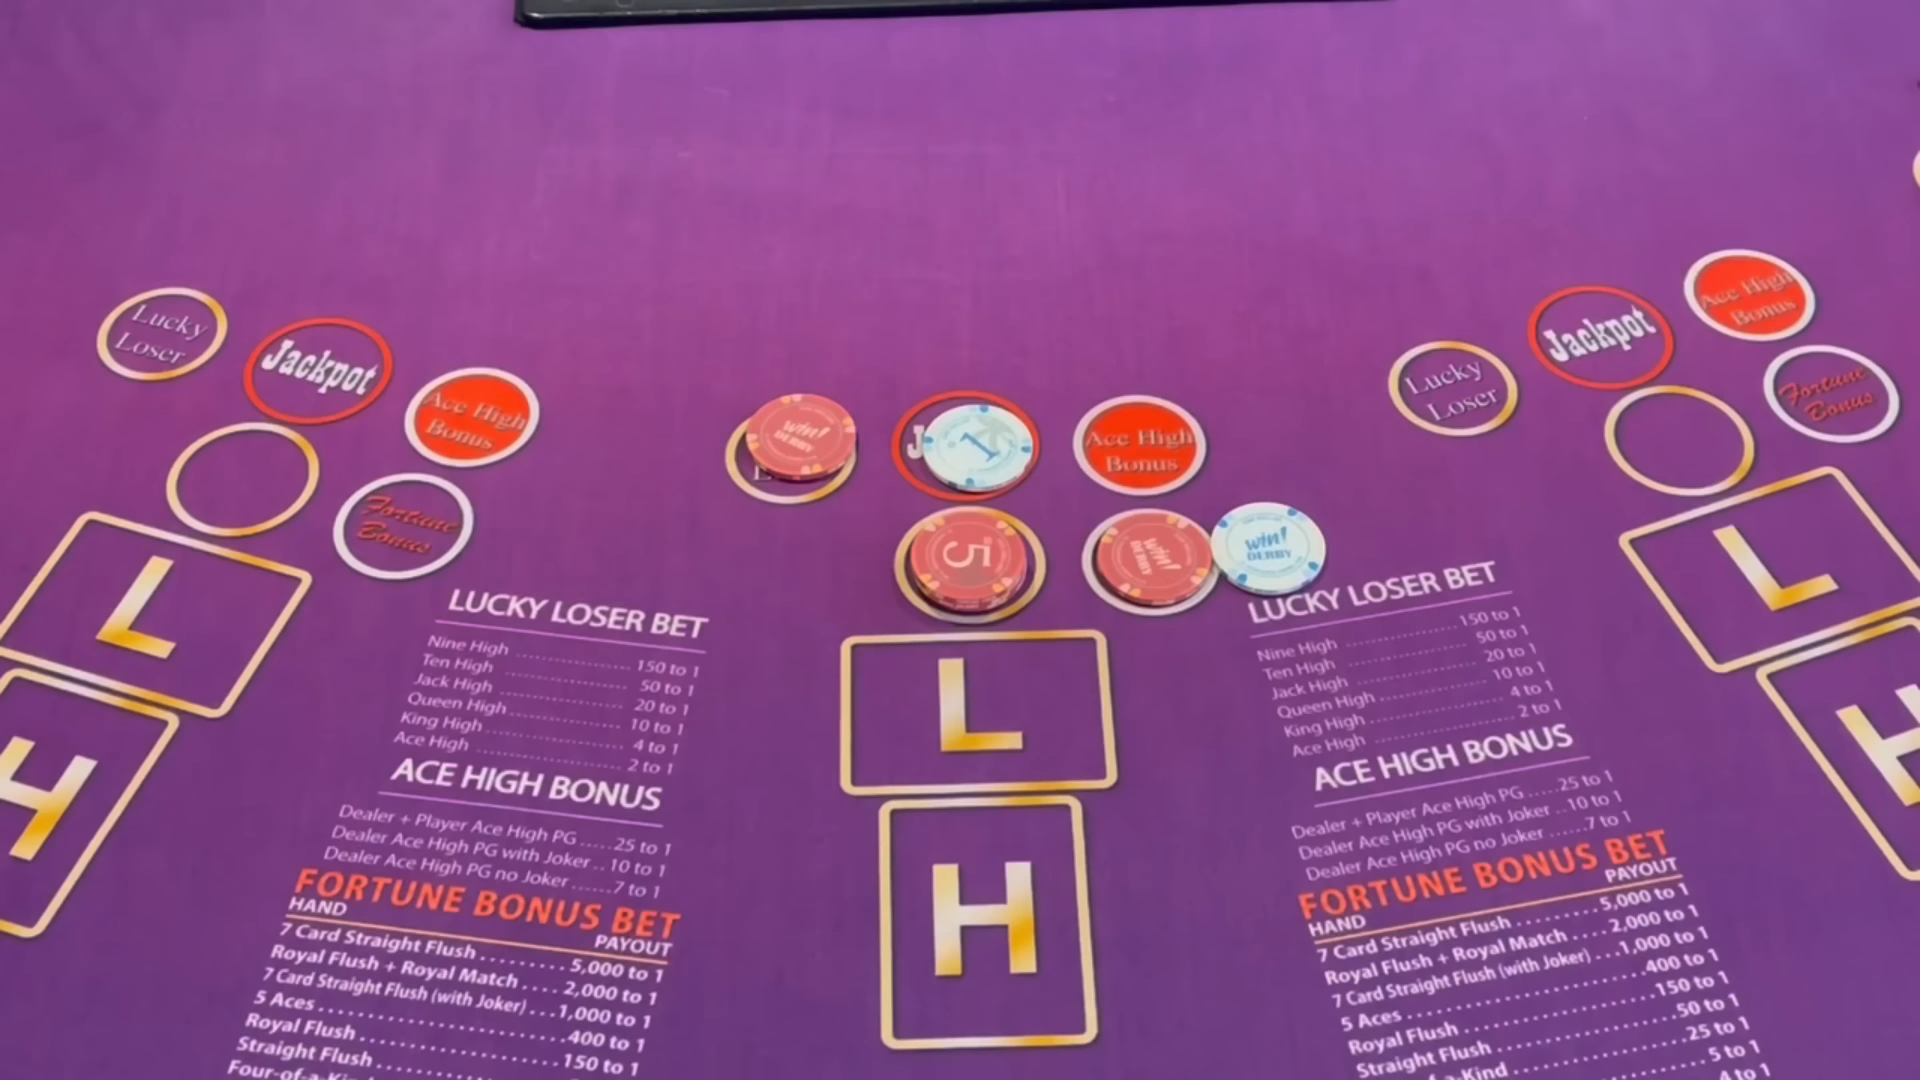 Lucky
Loser
Jackpot
Ace High
Bonus
Fortune
Bonus
L
H
win!
DERBY
J
1
Ace High
Bonus
5
win!
DERBY
win!
DERBY
L
H
Lucky
Loser
Jackpot
Ace High
Bonus
Fortune
Bonus
L
H
LUCKY LOSER BET
Nine High ............ 150 to 1
Ten High ............ 50 to 1
Jack High ............ 20 to 1
Queen High ............ 10 to 1
King High ............ 4 to 1
Ace High ............ 2 to 1
ACE HIGH BONUS
Dealer + Player Ace High PG .....25 to 1
Dealer Ace High PG with Joker .. 10 to 1
Dealer Ace High PG no Joker ......7 to 1
FORTUNE BONUS BET
HAND PAYOUT
7 Card Straight Flush ......... 5,000 to 1
Royal Flush + Royal Match .... 2,000 to 1
7 Card Straight Flush (with Joker) ...1,000 to 1
5 Aces ............ 400 to 1
Royal Flush ............ 150 to 1
Straight Flush
LUCKY LOSER BET
Nine High ............ 150 to 1
Ten High ............ 50 to 1
Jack High ............ 20 to 1
Queen High ............ 10 to 1
King High ............ 4 to 1
Ace High ............ 2 to 1
ACE HIGH BONUS
Dealer + Player Ace High PG .....25 to 1
Dealer Ace High PG with Joker ..10 to 1
Dealer Ace High PG no Joker ......7 to 1
FORTUNE BONUS BET
HAND PAYOUT
7 Card Straight Flush ......... 5,000 to 1
Royal Flush + Royal Match .... 2,000 to 1
7 Card Straight Flush (with Joker) ...1,000 to 1
5 Aces ............ 400 to 1
Royal Flush ............ 150 to 1
Straight Flush ............ 50 to 1
-a-Kind ............ 25 to 1
5 to 1
4 to 1